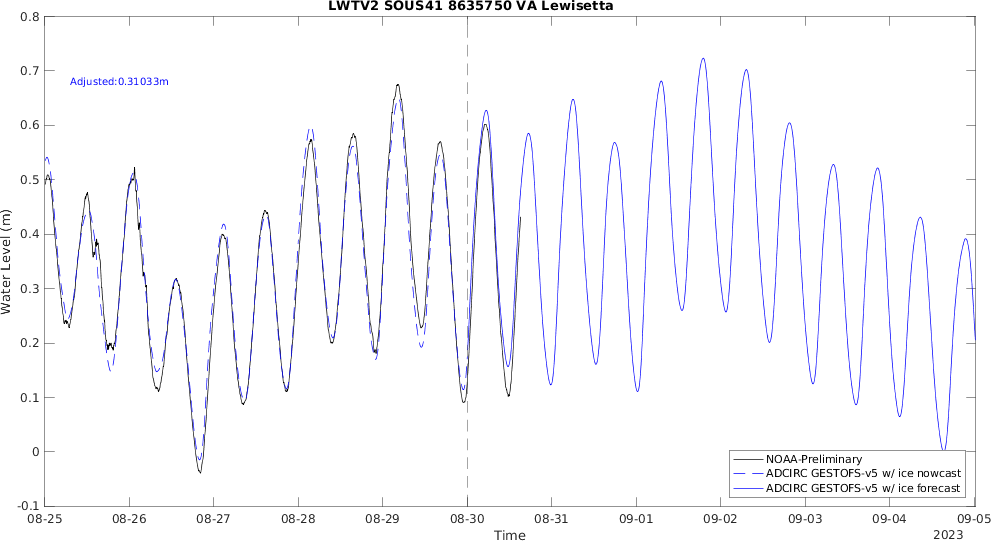 LWTV2 SOUS41 8635750 VA Lewisetta
0.8
0.7
0.6
0.5
0.4
0.3
0.2
0.1
0
-0.1
Water Level (m)
Adjusted:0.31033m
NOAA-Preliminary
ADCIRC GESTOFS-v5 w/ ice nowcast
ADCIRC GESTOFS-v5 w/ ice forecast
08-25 08-26 08-27 08-28 08-29 08-30 08-31 09-01 09-02 09-03 09-04 09-05
Time
2023